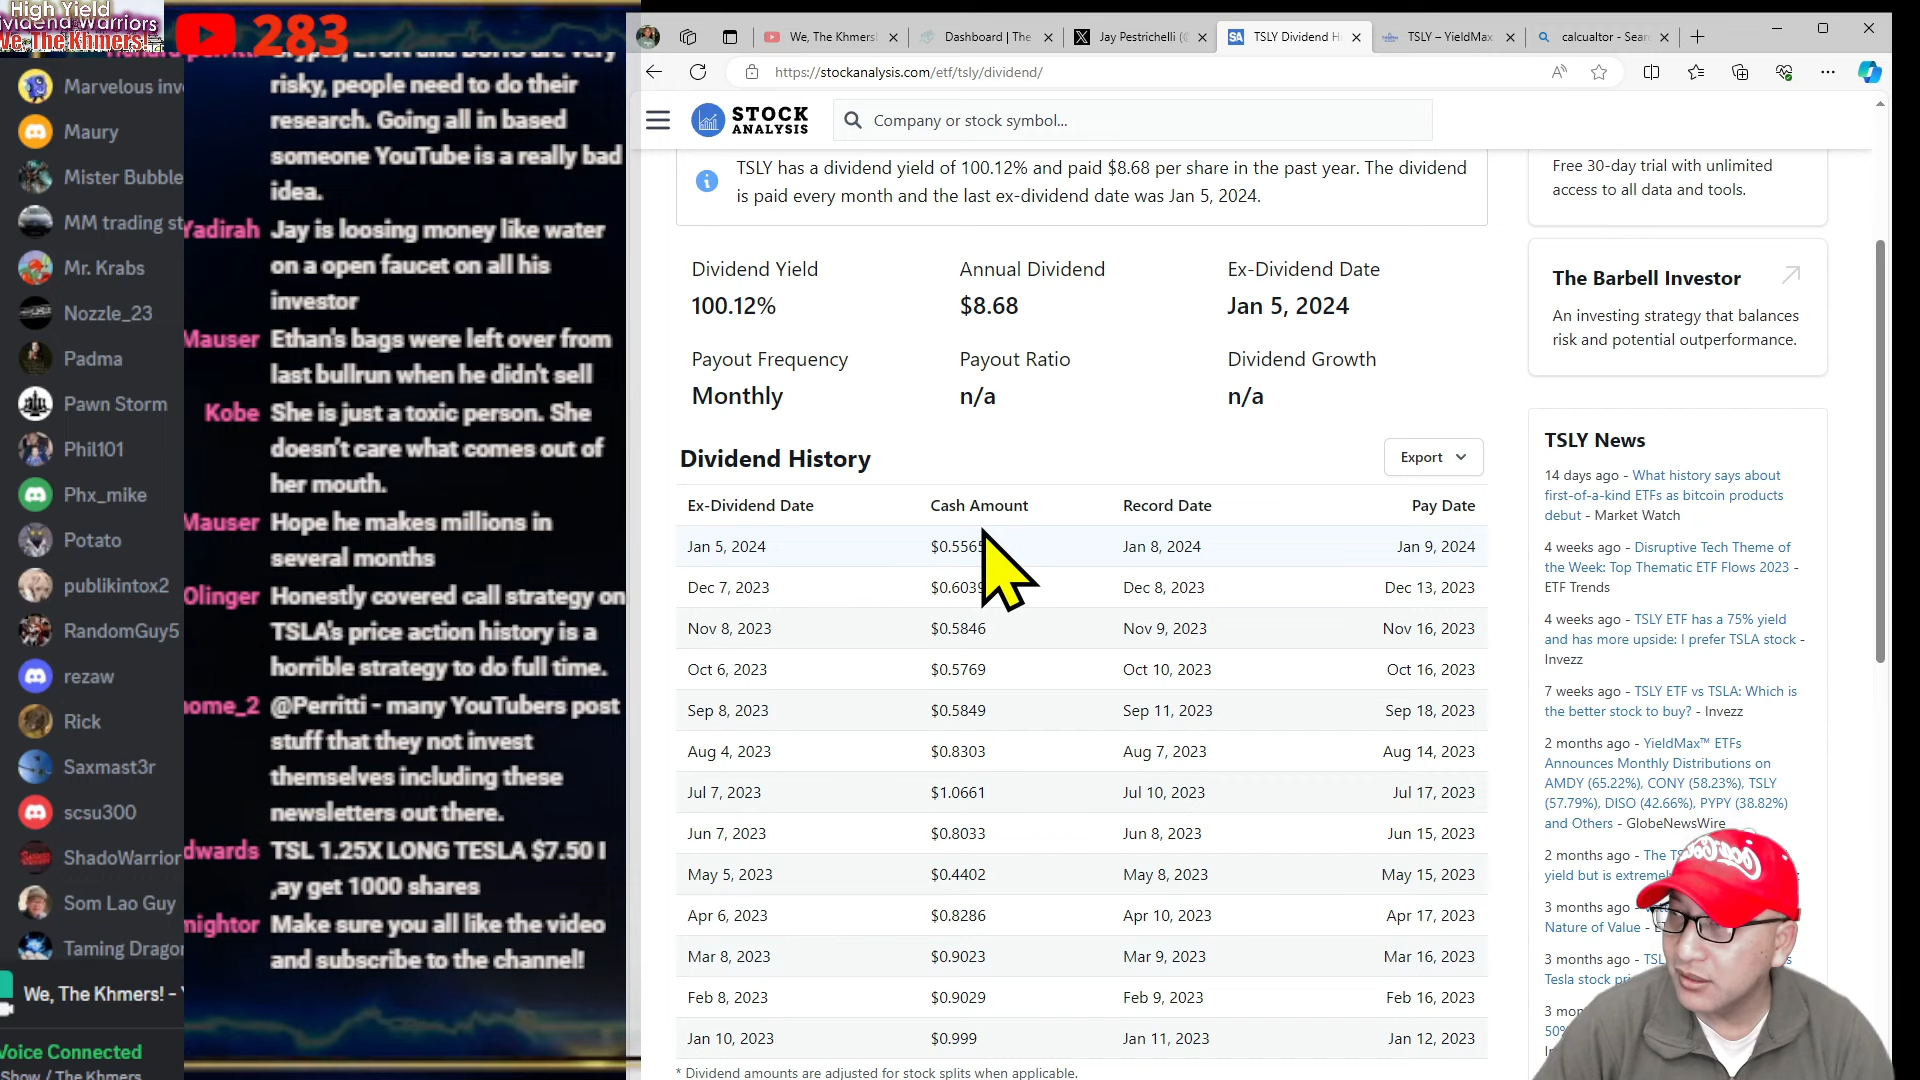 High Yield
Dividend Warriors
We, The Khmers!
283
Marvelous inv
Maury
Mister Bubble
MM trading st
Mr. Krabs
Nozzle_23
Padma
Pawn Storm
Phil101
Phx_mike
Potato
publikintox2
RandomGuy5
rezaw
Rick
Saxmast3r
scsu300
ShadoWarrior
Som Lao Guy
Taming Dragor
We, The Khmers! -
Voice Connected
Show / The Khmers
risky, people need to do their
research. Going all in based
someone YouTube is a really bad
idea.
Yadirah Jay is loosing money like water
on a open faucet on all his
investor
Mauser Ethan's bags were left over from
last bullrun when he didn't sell
Kobe She is just a toxic person. She
doesn't care what comes out of
her mouth.
Mauser Hope he makes millions in
several months
Olinger Honestly covered call strategy on
TSLA's price action history is a
horrible strategy to do full time.
ome_2 @Perritti - many YouTubers post
stuff that they not invest
themselves including these
newsletters out there.
dwards TSL 1.25X LONG TESLA $7.50 I
,ay get 1000 shares
nightor Make sure you all like the video
and subscribe to the channel!
We, The Khmers!
Dashboard | The
Jay Pestrichelli (
SA TSLY Dividend H
TSLY – YieldMax
calcualtor - Sear
https://stockanalysis.com/etf/tsly/dividend/
STOCK
ANALYSIS
Company or stock symbol...
TSLY has a dividend yield of 100.12% and paid $8.68 per share in the past year. The dividend
is paid every month and the last ex-dividend date was Jan 5, 2024.
Dividend Yield Annual Dividend Ex-Dividend Date
100.12% $8.68 Jan 5, 2024
Payout Frequency Payout Ratio Dividend Growth
Monthly n/a n/a
Dividend History
Export
Ex-Dividend Date Cash Amount Record Date Pay Date
Jan 5, 2024 $0.5565 Jan 8, 2024 Jan 9, 2024
Dec 7, 2023 $0.6039 Dec 8, 2023 Dec 13, 2023
Nov 8, 2023 $0.5846 Nov 9, 2023 Nov 16, 2023
Oct 6, 2023 $0.5769 Oct 10, 2023 Oct 16, 2023
Sep 8, 2023 $0.5849 Sep 11, 2023 Sep 18, 2023
Aug 4, 2023 $0.8303 Aug 7, 2023 Aug 14, 2023
Jul 7, 2023 $1.0661 Jul 10, 2023 Jul 17, 2023
Jun 7, 2023 $0.8033 Jun 8, 2023 Jun 15, 2023
May 5, 2023 $0.4402 May 8, 2023 May 15, 2023
Apr 6, 2023 $0.8286 Apr 10, 2023 Apr 17, 2023
Mar 8, 2023 $0.9023 Mar 9, 2023 Mar 16, 2023
Feb 8, 2023 $0.9029 Feb 9, 2023 Feb 16, 2023
Jan 10, 2023 $0.999 Jan 11, 2023 Jan 12, 2023
* Dividend amounts are adjusted for stock splits when applicable.
Free 30-day trial with unlimited
access to all data and tools.
The Barbell Investor
An investing strategy that balances
risk and potential outperformance.
TSLY News
14 days ago - What history says about
first-of-a-kind ETFs as bitcoin products
debut - Market Watch
4 weeks ago - Disruptive Tech Theme of
the Week: Top Thematic ETF Flows 2023 -
ETF Trends
4 weeks ago - TSLY ETF has a 75% yield
and has more upside: I prefer TSLA stock -
Invezz
7 weeks ago - TSLY ETF vs TSLA: Which is
the better stock to buy? - Invezz
2 months ago - YieldMax™ ETFs
Announces Monthly Distributions on
AMDY (65.22%), CONY (58.23%), TSLY
(57.79%), DISO (42.66%), PYPY (38.82%)
and Others - GlobeNewsWire
2 months ago - The
yield but is extrem
3 months ago -
Nature of Value -
3 months ago - TSL
Tesla stock pri
3 mon
50%